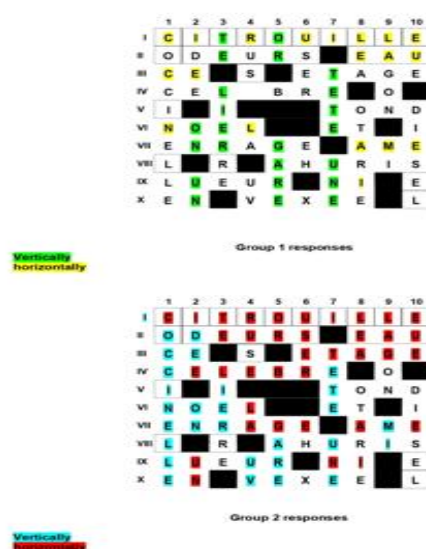 1 2 3 4 5 6 7 8 9 10
I C I T R O U I L L E
II O D E U R S E A U
III C E S E T A G E
IV C E L B R E O
V I I T O N D
VI N O E L E T I
VII E N R A G E A M E
VIII L R A H U R I S
IX L U E U R N I E
X E N V E X E E L
Group 1 responses
Vertically
horizontally
1 2 3 4 5 6 7 8 9 10
I C I T R O U I L L E
II O D E U R S E A U
III C E S E T A G E
IV C E L E B R E O
V I I T O N D
VI N O E L E T I
VII E N R A G E A M E
VIII L R A H U R I S
IX L U E U R N I E
X E N V E X E E L
Group 2 responses
Vertically
horizontally